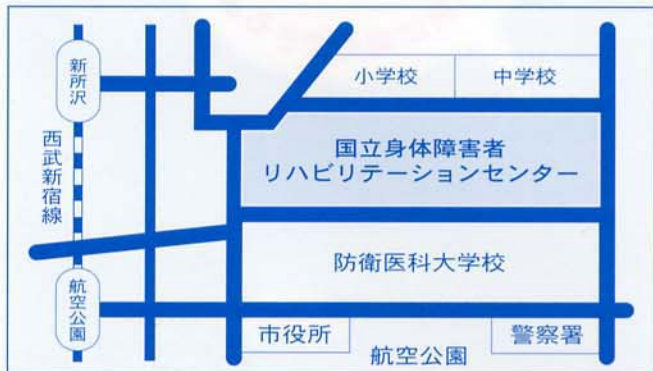 新所沢
西武新宿線
航空公園
小学校
中学校
国立身体障害者
リハビリテーションセンター
防衛医科大学校
市役所
警察署
航空公園